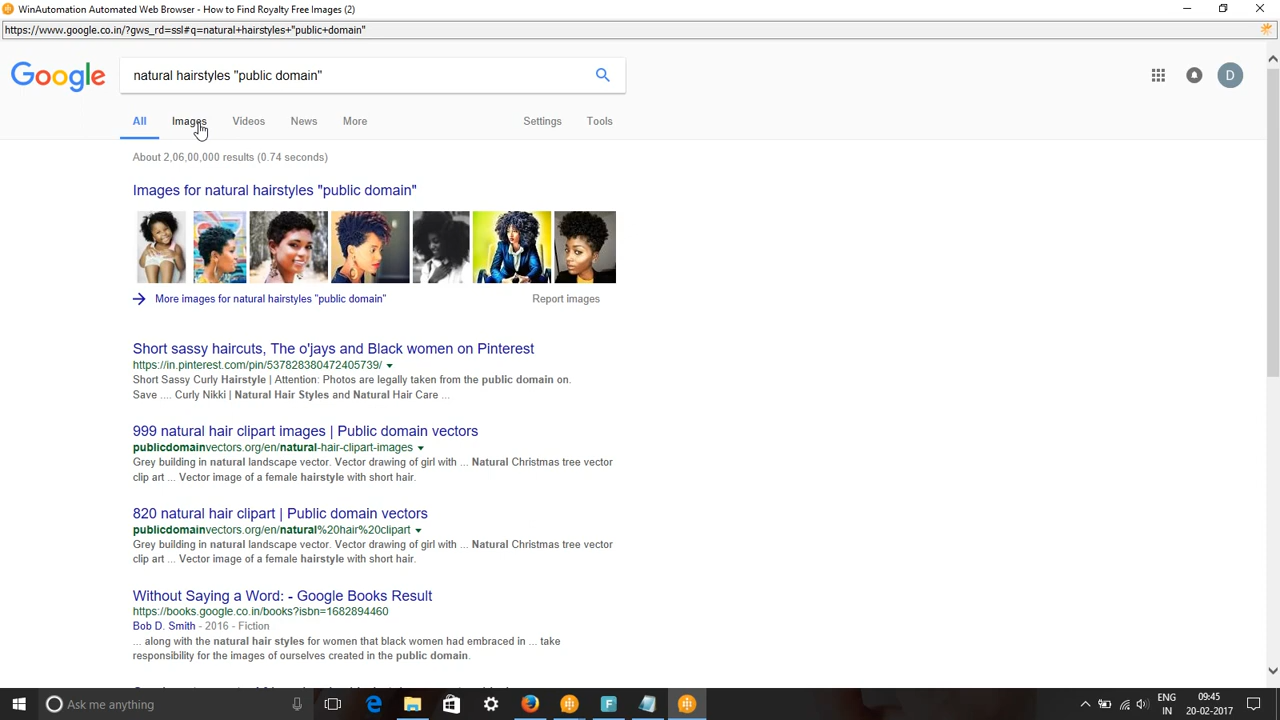 WinAutomation Automated Web Browser - How to Find Royalty Free Images (2)
https://www.google.co.in/?gws_rd=ssl#q=natural+hairstyles+"public+domain"
Google
natural hairstyles "public domain"
D
All Images Videos News More Settings Tools
About 2,06,00,000 results (0.74 seconds)
Images for natural hairstyles "public domain"
More images for natural hairstyles "public domain" Report images
Short sassy haircuts, The o'jays and Black women on Pinterest
https://in.pinterest.com/pin/537828380472405739/
Short Sassy Curly Hairstyle | Attention: Photos are legally taken from the public domain on.
Save .... Curly Nikki | Natural Hair Styles and Natural Hair Care ...
999 natural hair clipart images | Public domain vectors
publicdomainvectors.org/en/natural-hair-clipart-images
Grey building in natural landscape vector. Vector drawing of girl with ... Natural Christmas tree vector
clip art ... Vector image of a female hairstyle with short hair.
820 natural hair clipart | Public domain vectors
publicdomainvectors.org/en/natural%20hair%20clipart
Grey building in natural landscape vector. Vector drawing of girl with ... Natural Christmas tree vector
clip art ... Vector image of a female hairstyle with short hair.
Without Saying a Word: - Google Books Result
https://books.google.co.in/books?isbn=1682894460
Bob D. Smith - 2016 - Fiction
... along with the natural hair styles for women that black women had embraced in ... take
responsibility for the images of ourselves created in the public domain.
Ask me anything
ENG 09:45
IN 20-02-2017